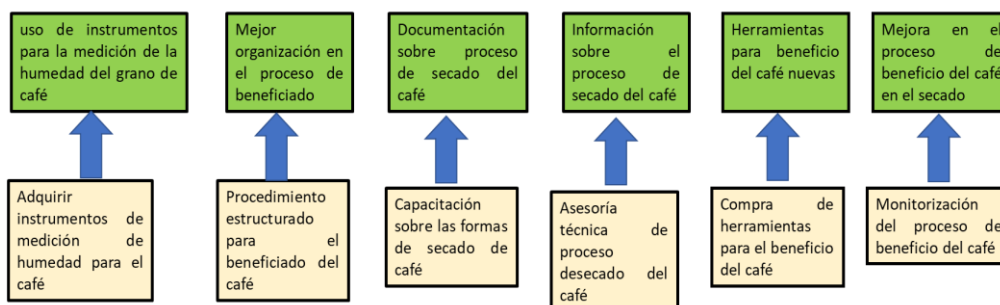 uso de instrumentos
para la medición de la
humedad del grano de
café
Mejor
organización en
el proceso de
beneficiado
Documentación
sobre proceso
de secado del
café
Información
sobre el
proceso de
secado del café
Herramientas
para beneficio
del café nuevas
Mejora en el
proceso de
beneficio del café
en el secado
Adquirir
instrumentos de
medición de
humedad para el
café
Procedimiento
estructurado
para el
beneficiado del
café
Capacitación
sobre las formas
de secado de
café
Asesoría
técnica de
proceso
desecado del
café
Compra de
herramientas
para el beneficio
del café
Monitorización
del proceso de
beneficio del café